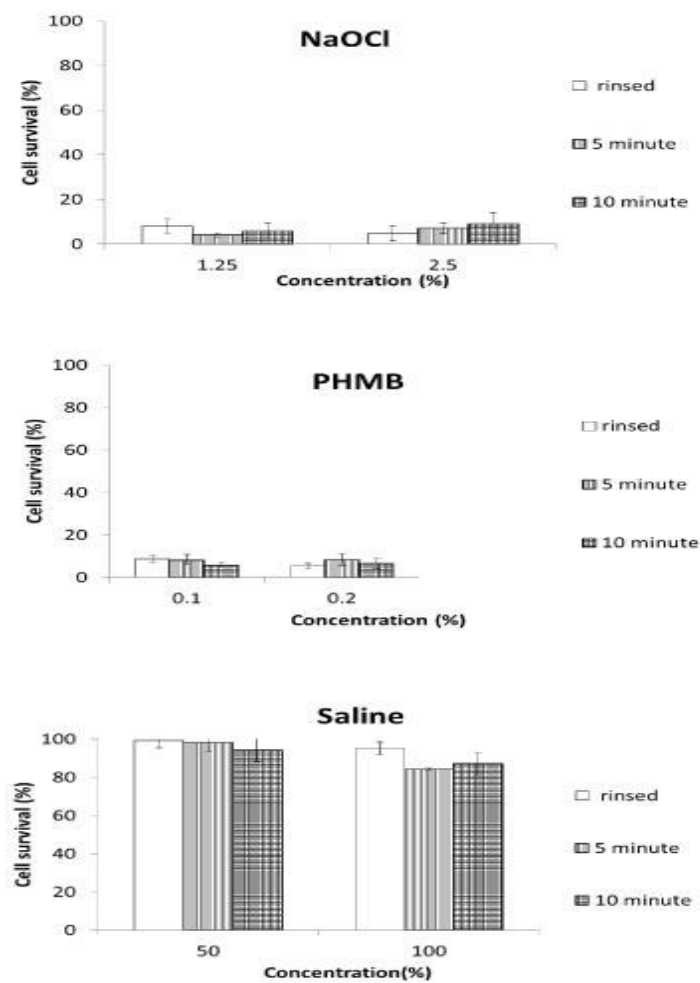 NaOCl
Cell survival (%)
100
80
60
40
20
0
1.25
2.5
Concentration (%)
rinsed
5 minute
10 minute
PHMB
Cell survival (%)
100
80
60
40
20
0
0.1
0.2
Concentration (%)
rinsed
5 minute
10 minute
Saline
Cell survival (%)
100
80
60
40
20
0
50
100
Concentration(%)
rinsed
5 minute
10 minute